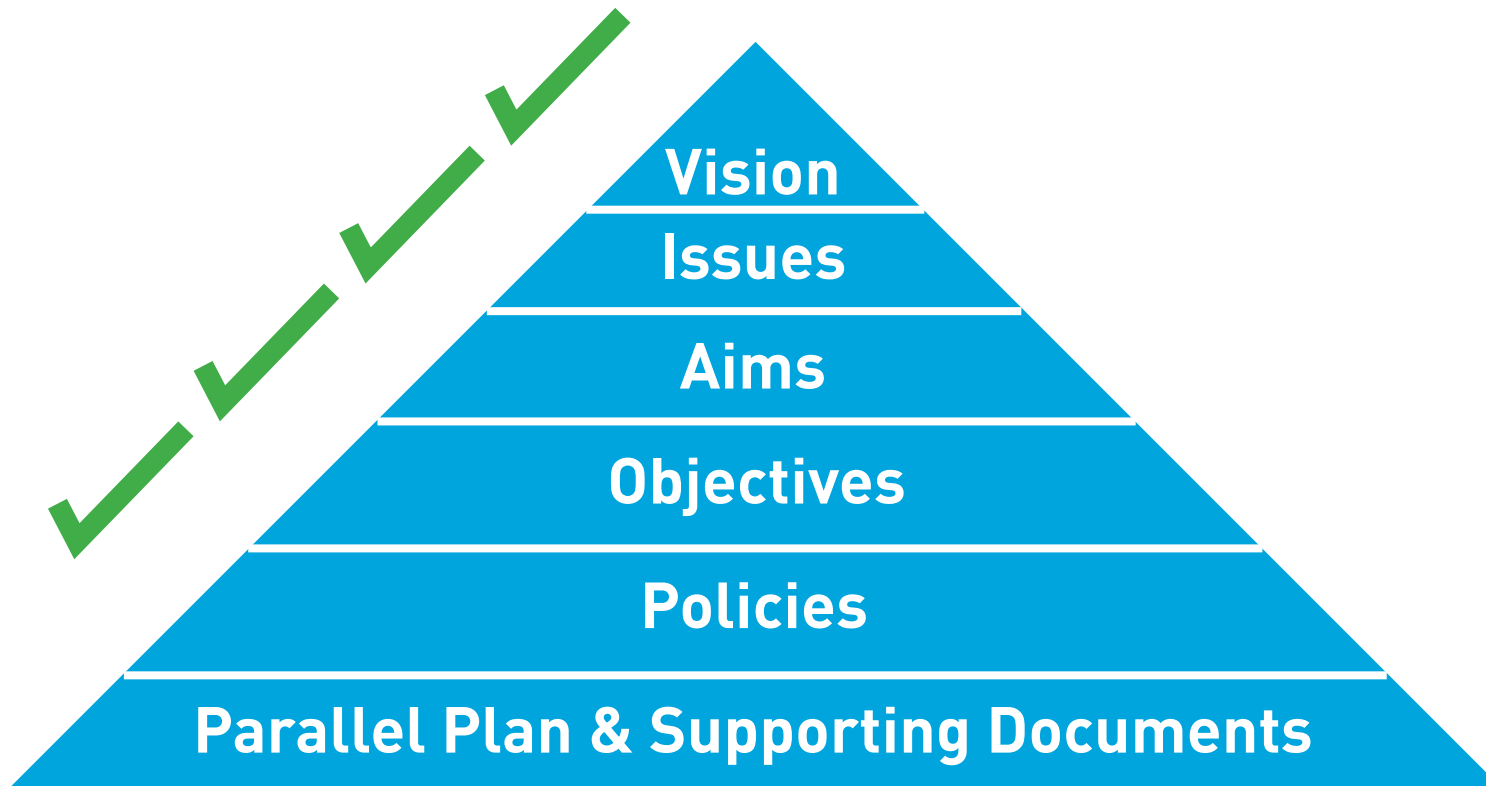 Vision
Issues
Aims
Objectives
Policies
Parallel Plan & Supporting Documents